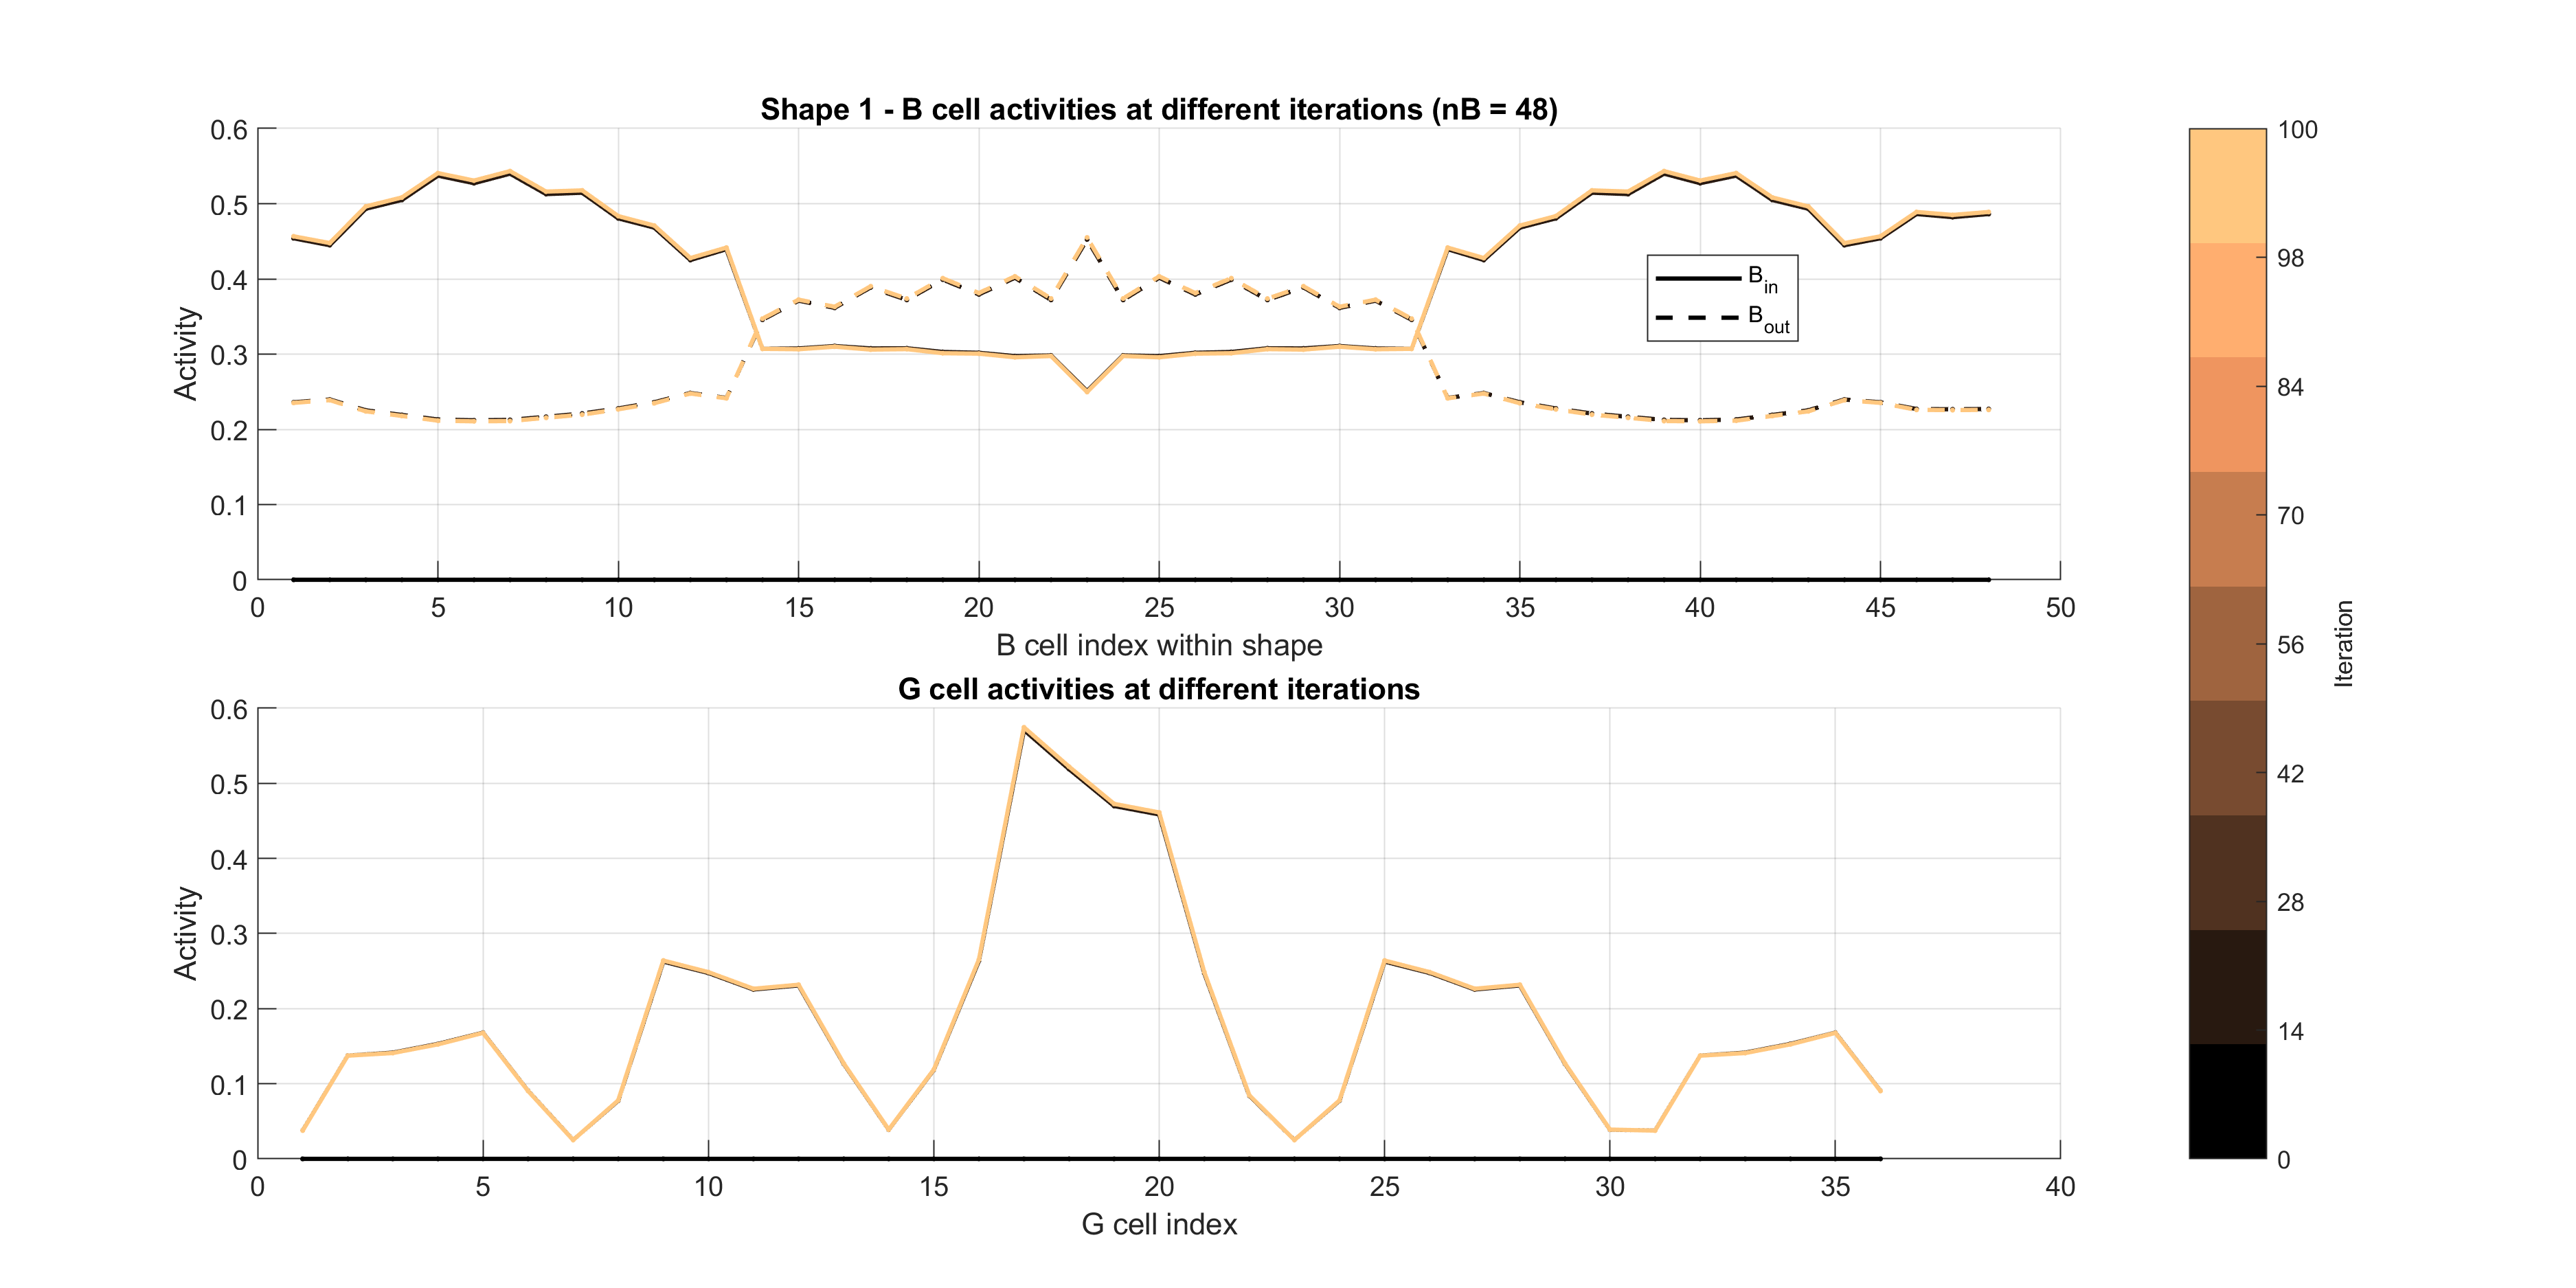 Shape 1 - B cell activities at different iterations (nB = 48)
0.6
0.5
0.4
0.3
0.2
0.1
0
Activity
B_in
B_out
0 5 10 15 20 25 30 35 40 45 50
B cell index within shape
G cell activities at different iterations
0.6
0.5
0.4
0.3
0.2
0.1
0
Activity
0 5 10 15 20 25 30 35 40
G cell index
100
98
84
70
56
42
28
14
0
Iteration